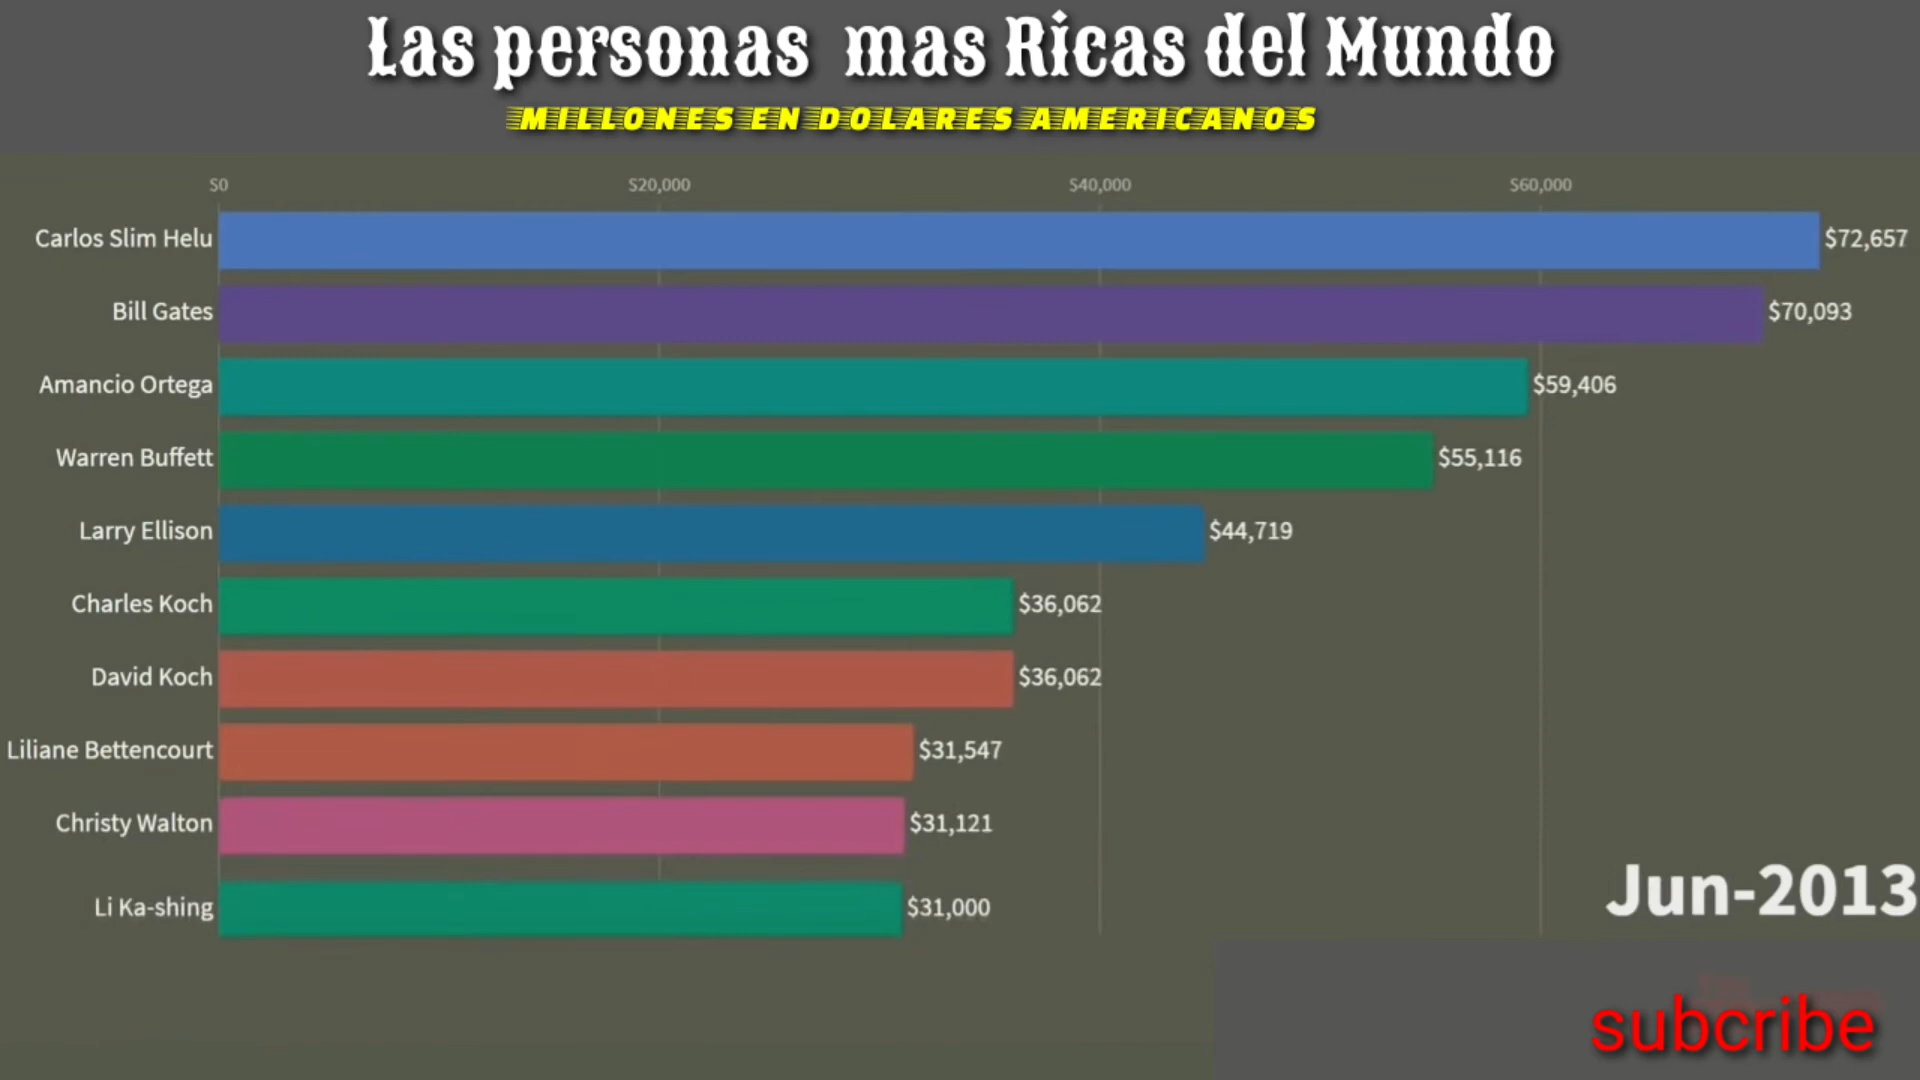 Las personas mas Ricas del Mundo
MILLONES EN DOLARES AMERICANOS
$0 $20,000 $40,000 $60,000
Carlos Slim Helu $72,657
Bill Gates $70,093
Amancio Ortega $59,406
Warren Buffett $55,116
Larry Ellison $44,719
Charles Koch $36,062
David Koch $36,062
Liliane Bettencourt $31,547
Christy Walton $31,121
Li Ka-shing $31,000
Jun-2013
subcribe